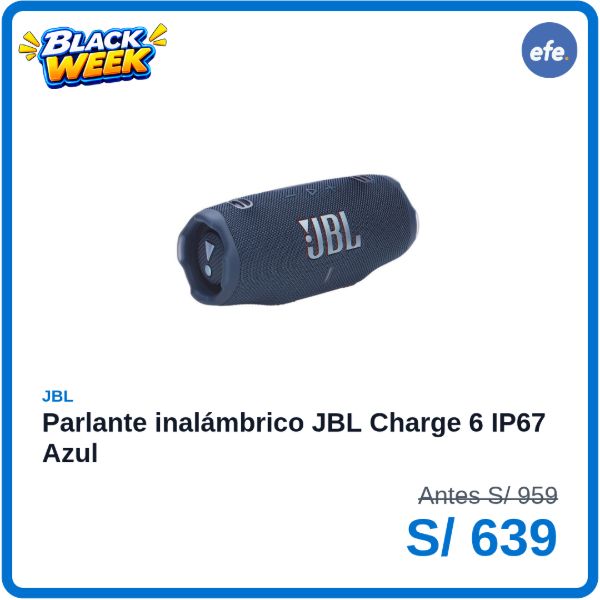 BLACK
WEEK
efe.
JBL
JBL
Parlante inalámbrico JBL Charge 6 IP67
Azul
Antes S/ 959
S/ 639